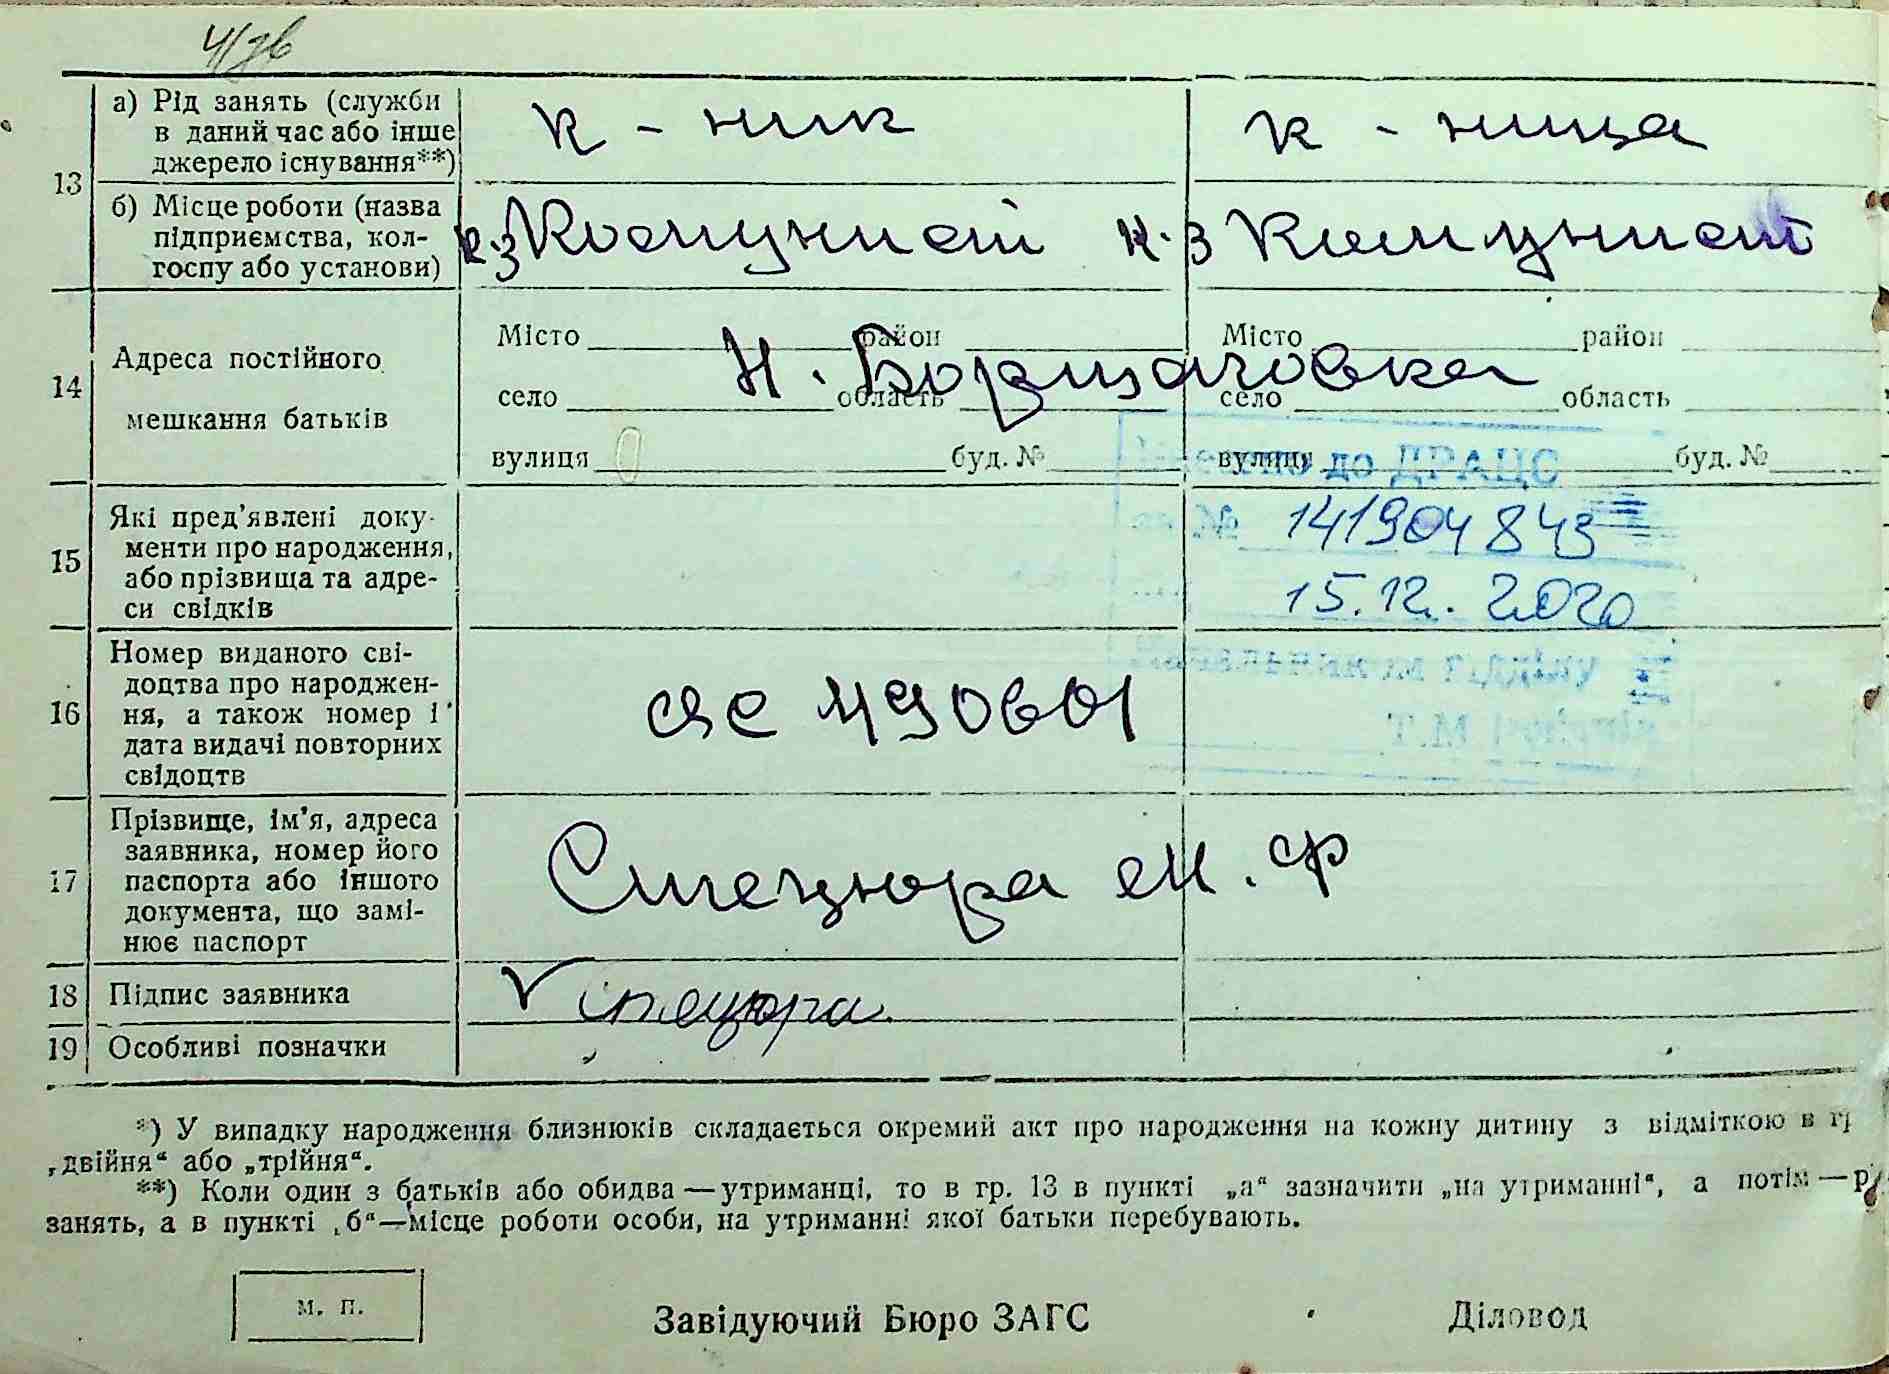 13
а) Рід занять (служби
в даний час або інше
джерело існування**)
к - ник
к - ница
б) Місце роботи (назва
підприємства, кол-
госпу або установи)
к-з Комунист
к-з Комунист
14
Адреса постійного
мешкання батьків
Місто район
Місто район
Н. Борщаговка
село область
село область
вулиця буд. №
вулиця буд. №
до ДРАЦС
15
Які пред’явлені доку-
менти про народження,
або прізвища та адре-
си свідків
№ 141904843
15.12.2020
16
Номер виданого сві-
доцтва про народжен-
ня, а також номер і
дата видачі повторних
свідоцтв
ЯС 490601
Начальником відділу
Т.М
17
Прізвище, ім’я, адреса
заявника, номер його
паспорта або іншого
документа, що замі-
нює паспорт
Стецюра М. Ф
18
Підпис заявника
Стецюра
19
Особливі позначки
*) У випадку народження близнюків складається окремий акт про народження на кожну дитину з відміткою в гр
„двійня“ або „трійня“.
**) Коли один з батьків або обидва — утриманці, то в гр. 13 в пункті „а“ зазначити „на утриманні“, а потім — р
занять, а в пункті „б“—місце роботи особи, на утриманні якої батьки перебувають.
м. п.
Завідуючий Бюро ЗАГС
Діловод